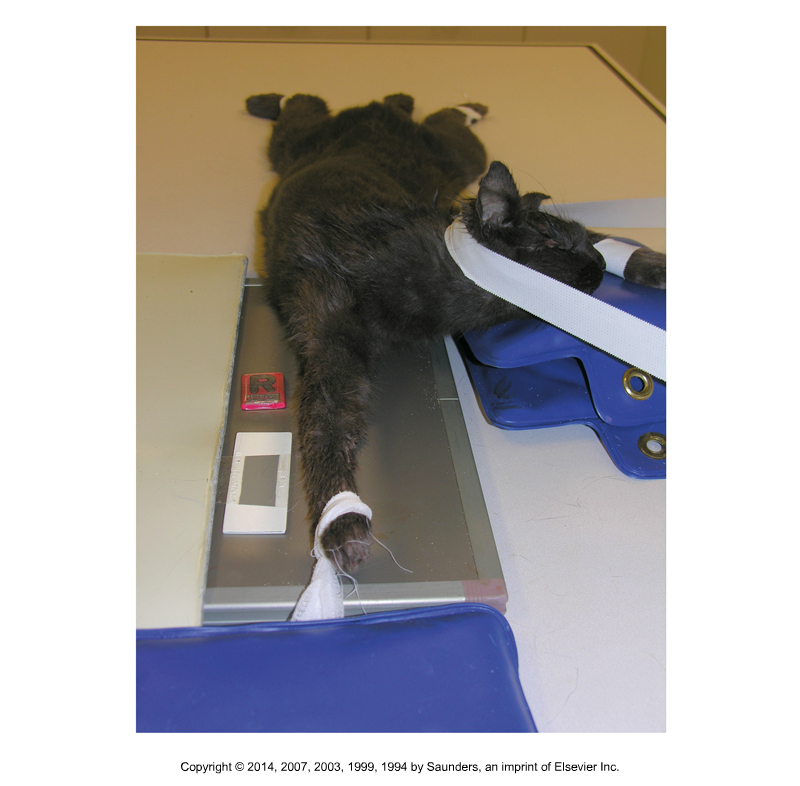 R
Copyright © 2014, 2007, 2003, 1999, 1994 by Saunders, an imprint of Elsevier Inc.